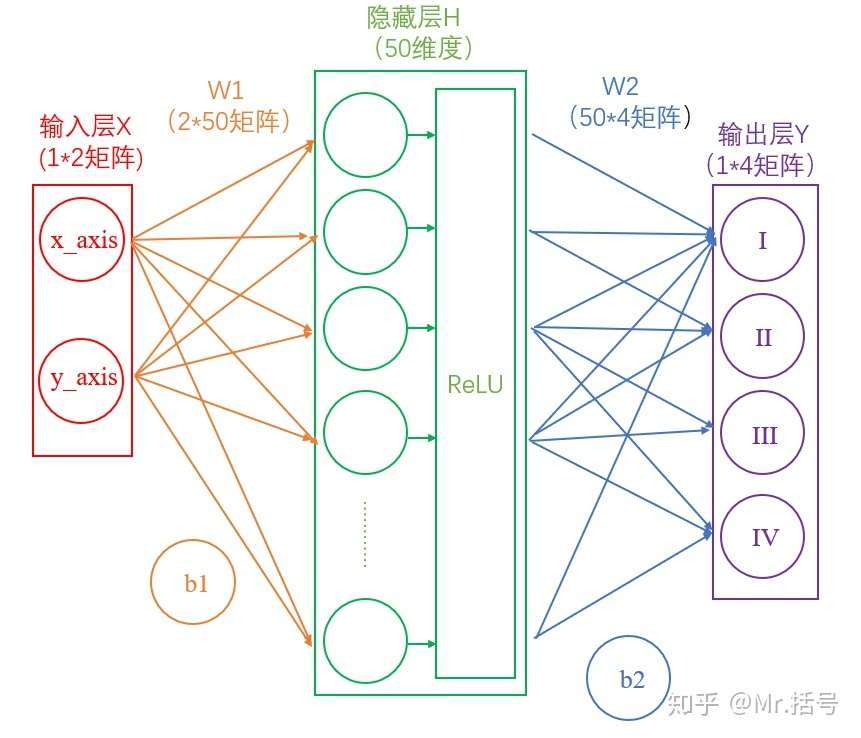 隐藏层H
（50维度）
W1
（2*50矩阵）
W2
（50*4矩阵）
输入层X
(1*2矩阵)
输出层Y
（1*4矩阵）
x_axis
y_axis
ReLU
I
II
III
IV
b1
b2
知乎 @Mr.括号